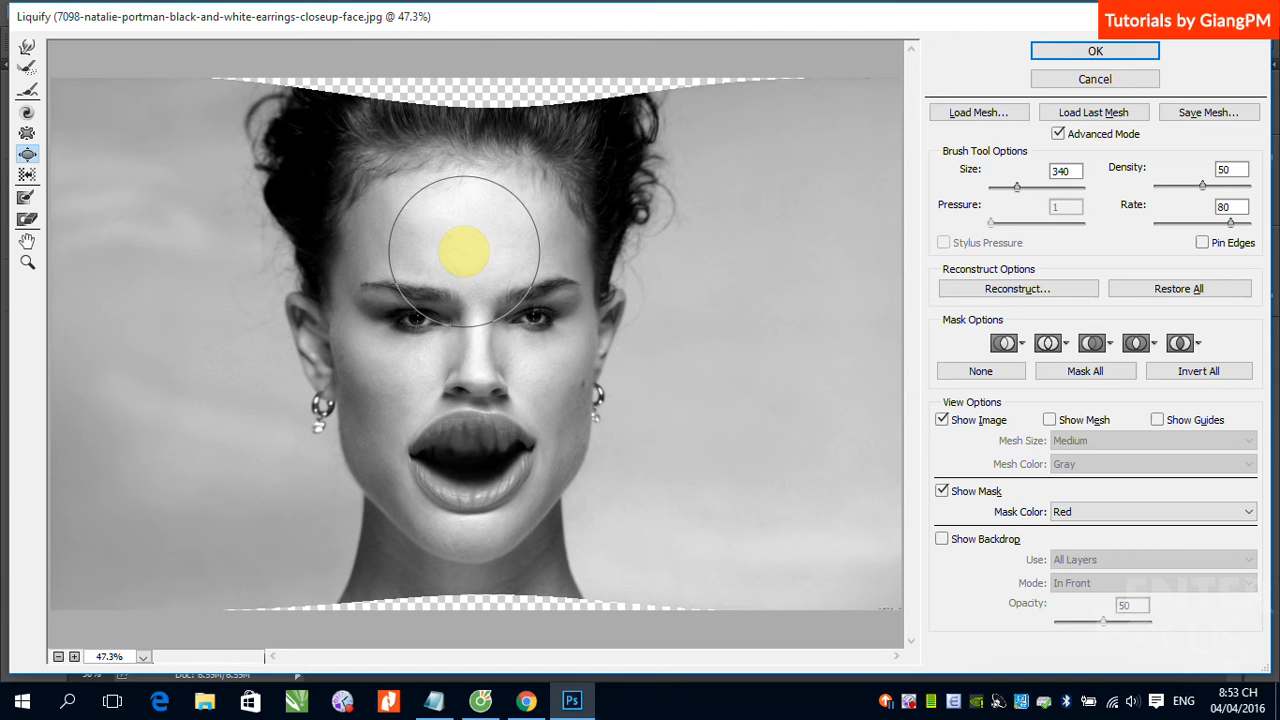 Liquify (7098-natalie-portman-black-and-white-earrings-closeup-face.jpg @ 47.3%)
Tutorials by GiangPM
OK
Cancel
Load Mesh... Load Last Mesh Save Mesh...
Advanced Mode
Brush Tool Options
Size: 340 Density: 50
Pressure: 1 Rate: 80
Stylus Pressure Pin Edges
Reconstruct Options
Reconstruct... Restore All
Mask Options
None Mask All Invert All
View Options
Show Image Show Mesh Show Guides
Mesh Size: Medium
Mesh Color: Gray
Show Mask
Mask Color: Red
Show Backdrop
Use: All Layers
Mode: In Front
Opacity: 50
47.3%
Ps
ENG
8:53 CH
04/04/2016